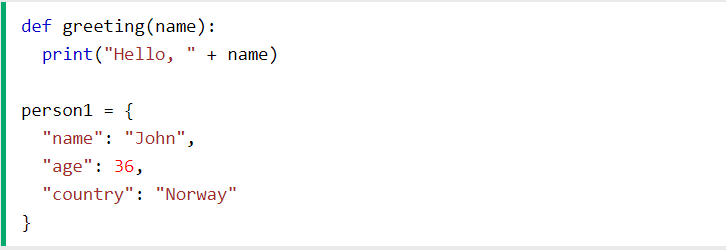 def greeting(name):
  print("Hello, " + name)

person1 = {
  "name": "John",
  "age": 36,
  "country": "Norway"
}